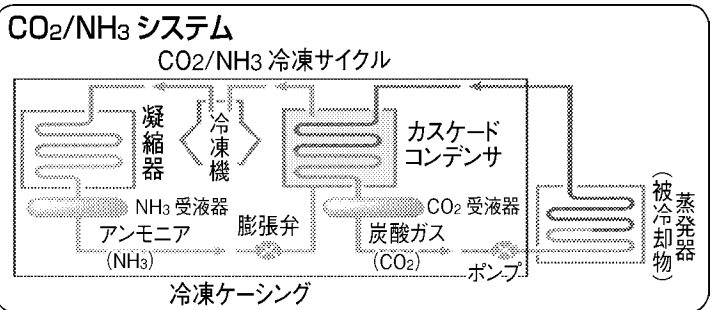 CO₂/NH₃ システム
CO₂/NH3 冷凍サイクル
凝縮器
冷凍機
カスケード
コンデンサ
NH₃ 受液器
CO₂ 受液器
アンモニア
(NH₃)
膨張弁
炭酸ガス
(CO₂)
ポンプ
蒸発器
(被冷却物)
冷凍ケーシング